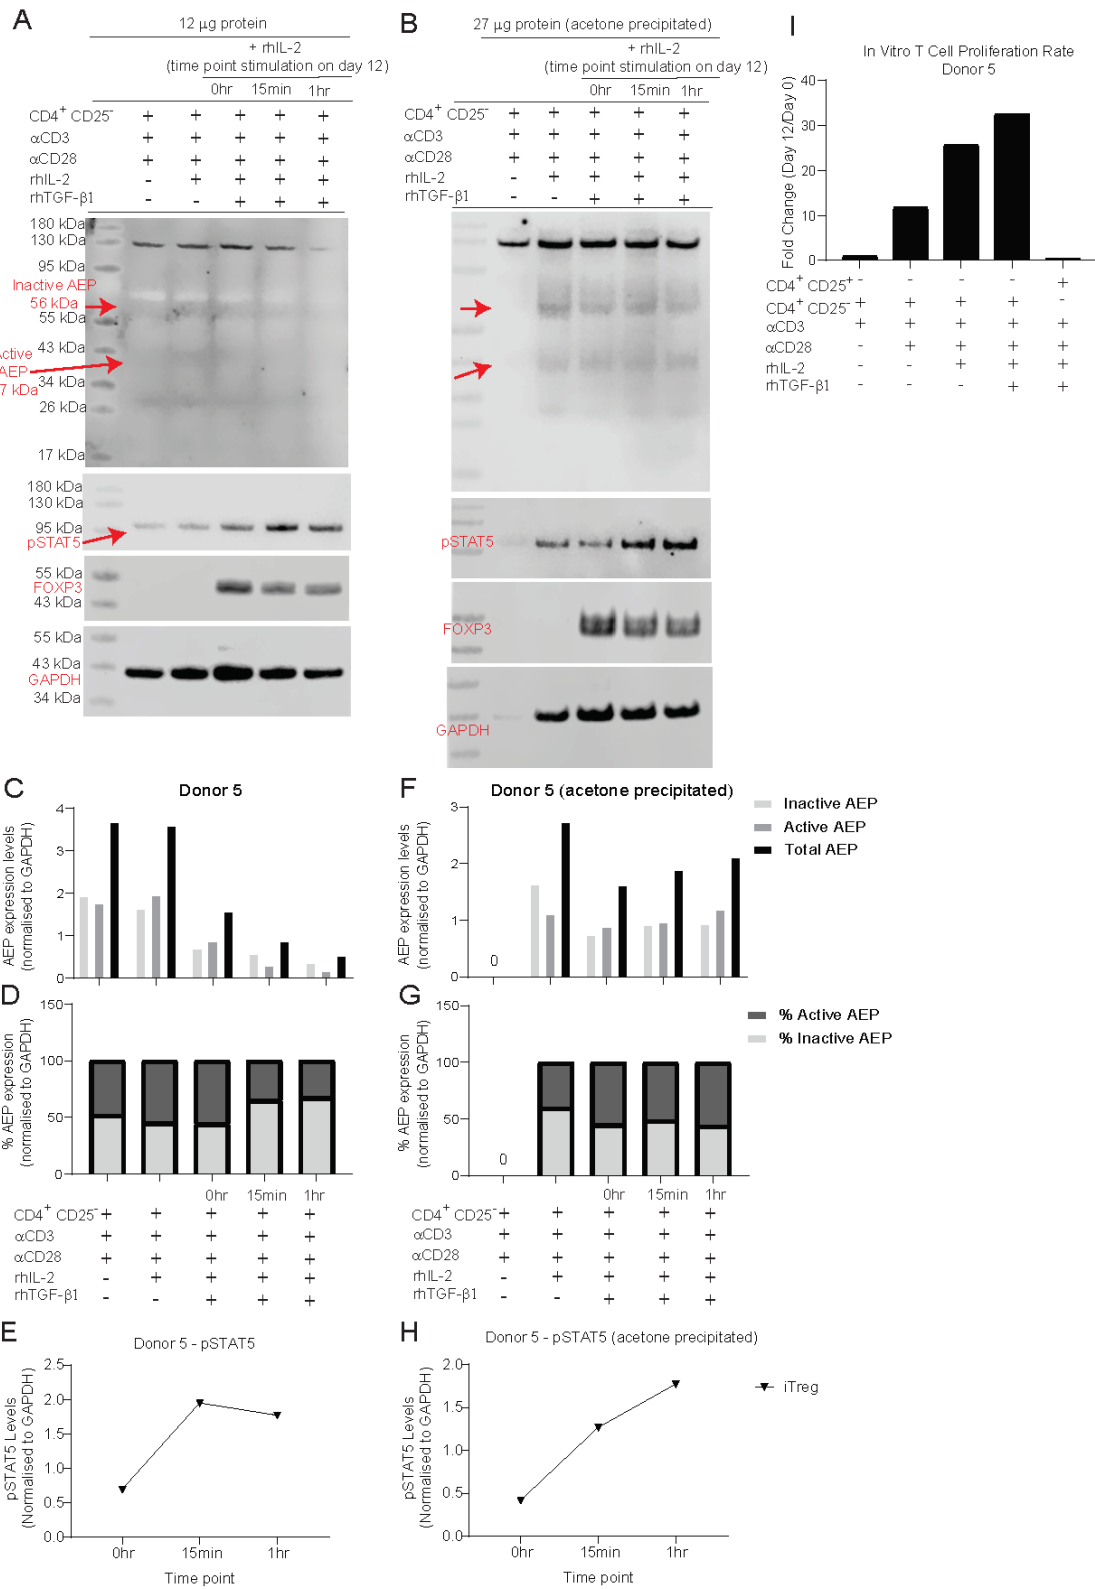 A
12 µg protein
+ rhIL-2
(time point stimulation on day 12)
0hr 15min 1hr
CD4+ CD25- + + + + +
αCD3 + + + + +
αCD28 + + + + +
rhIL-2 - + + + +
rhTGF-β1 - - + + +
180 kDa
130 kDa
95 kDa
Inactive AEP
56 kDa
55 kDa
43 kDa
Active
AEP
34 kDa
7 kDa
26 kDa
17 kDa
180 kDa
130 kDa
95 kDa
pSTAT5
55 kDa
FOXP3
43 kDa
55 kDa
43 kDa
GAPDH
34 kDa
B
27 µg protein (acetone precipitated)
+ rhIL-2
(time point stimulation on day 12)
0hr 15min 1hr
CD4+ CD25- + + + + +
αCD3 + + + + +
αCD28 + + + + +
rhIL-2 - + + + +
rhTGF-β1 - - + + +
pSTAT5
FOXP3
GAPDH
I
In Vitro T Cell Proliferation Rate
Donor 5
Fold Change (Day 12/Day 0)
40
30
20
10
0
CD4+ CD25+ - - - - +
CD4+ CD25- + + + + -
αCD3 + + + + +
αCD28 - + + + +
rhIL-2 - - + + +
rhTGF-β1 - - - + +
C
Donor 5
AEP expression levels
(normalised to GAPDH)
4
3
2
1
0
F
Donor 5 (acetone precipitated)
AEP expression levels
(normalised to GAPDH)
3
2
1
0
0
Inactive AEP
Active AEP
Total AEP
D
% AEP expression
(normalised to GAPDH)
150
100
50
0
0hr 15min 1hr
CD4+ CD25- + + + + +
αCD3 + + + + +
αCD28 + + + + +
rhIL-2 - + + + +
rhTGF-β1 - - + + +
G
% AEP expression
(normalised to GAPDH)
150
100
50
0
0
% Active AEP
% Inactive AEP
0hr 15min 1hr
CD4+ CD25- + + + + +
αCD3 + + + + +
αCD28 + + + + +
rhIL-2 - + + + +
rhTGF-β1 - - + + +
E
Donor 5 - pSTAT5
pSTAT5 Levels
(Normalised to GAPDH)
2.5
2.0
1.5
1.0
0.5
0.0
0hr 15min 1hr
Time point
H
Donor 5 - pSTAT5 (acetone precipitated)
pSTAT5 Levels
(Normalised to GAPDH)
2.0
1.5
1.0
0.5
0.0
0hr 15min 1hr
Time point
iTreg